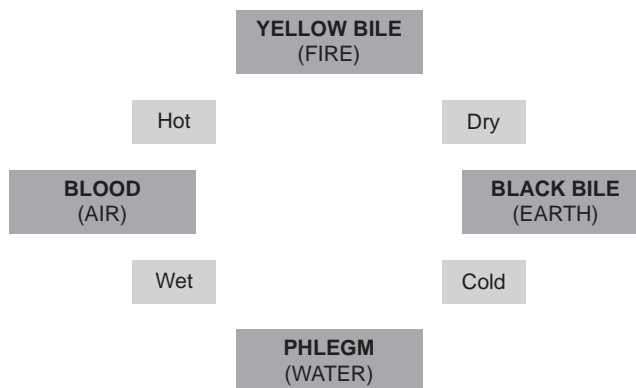 YELLOW BILE
(FIRE)
Hot
Dry
BLOOD
(AIR)
BLACK BILE
(EARTH)
Wet
Cold
PHLEGM
(WATER)